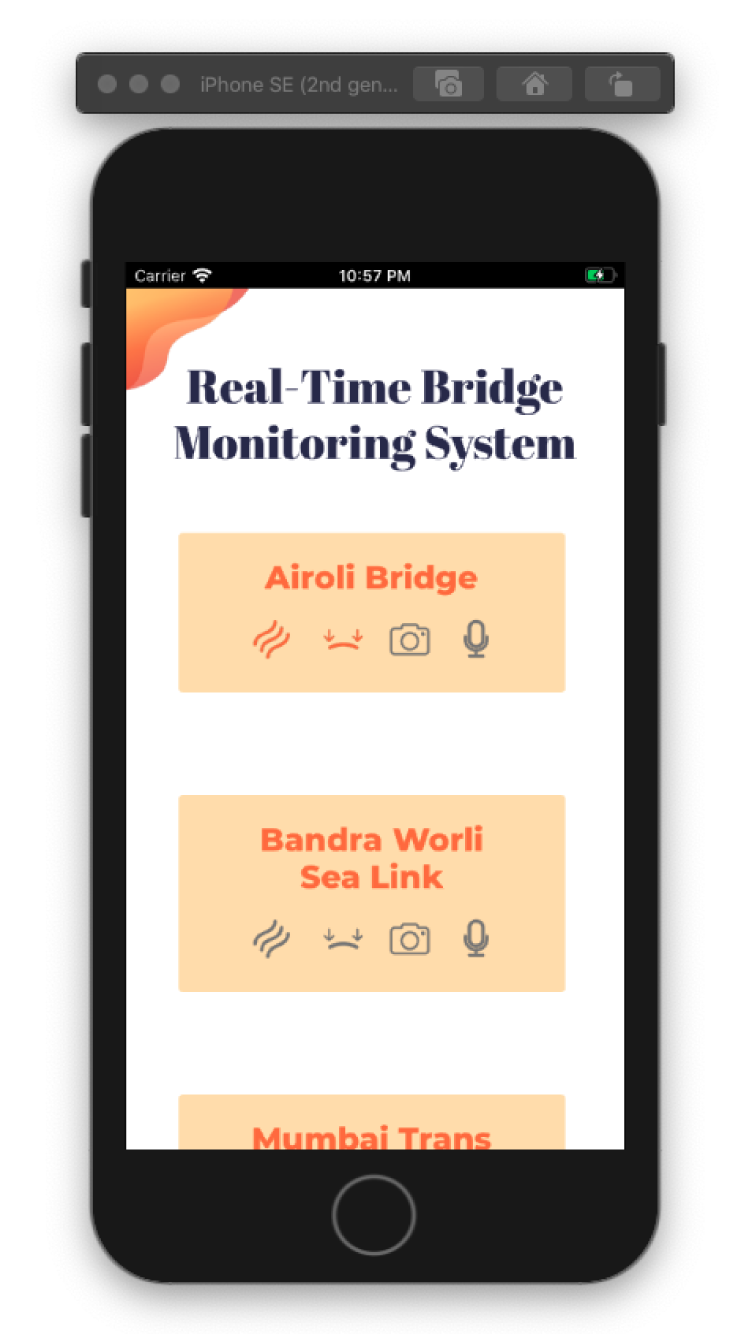 iPhone SE (2nd gen...
Carrier
10:57 PM
Real-Time Bridge
Monitoring System
Airoli Bridge
Bandra Worli
Sea Link
Mumbai Trans